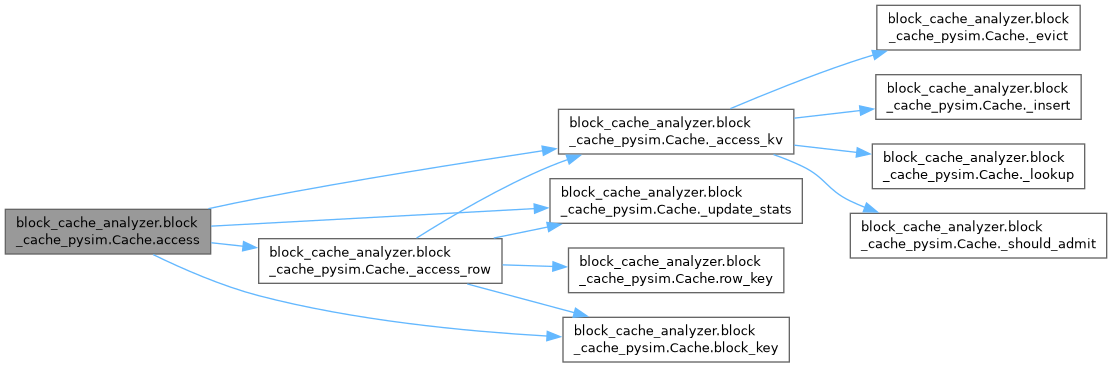 block_cache_analyzer.block
_cache_pysim.Cache.access
block_cache_analyzer.block
_cache_pysim.Cache._access_row
block_cache_analyzer.block
_cache_pysim.Cache._access_kv
block_cache_analyzer.block
_cache_pysim.Cache._update_stats
block_cache_analyzer.block
_cache_pysim.Cache.row_key
block_cache_analyzer.block
_cache_pysim.Cache.block_key
block_cache_analyzer.block
_cache_pysim.Cache._evict
block_cache_analyzer.block
_cache_pysim.Cache._insert
block_cache_analyzer.block
_cache_pysim.Cache._lookup
block_cache_analyzer.block
_cache_pysim.Cache._should_admit